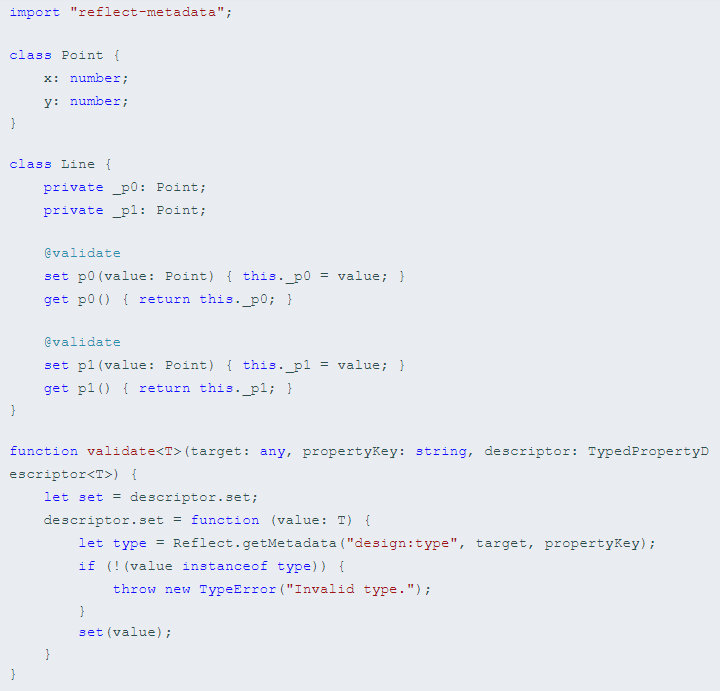 import "reflect-metadata";
class Point {
    x: number;
    y: number;
}
class Line {
    private _p0: Point;
    private _p1: Point;
    @validate
    set p0(value: Point) { this._p0 = value; }
    get p0() { return this._p0; }
    @validate
    set p1(value: Point) { this._p1 = value; }
    get p1() { return this._p1; }
}
function validate<T>(target: any, propertyKey: string, descriptor: TypedPropertyD
escriptor<T>) {
    let set = descriptor.set;
    descriptor.set = function (value: T) {
        let type = Reflect.getMetadata("design:type", target, propertyKey);
        if (!(value instanceof type)) {
            throw new TypeError("Invalid type.");
        }
        set(value);
    }
}